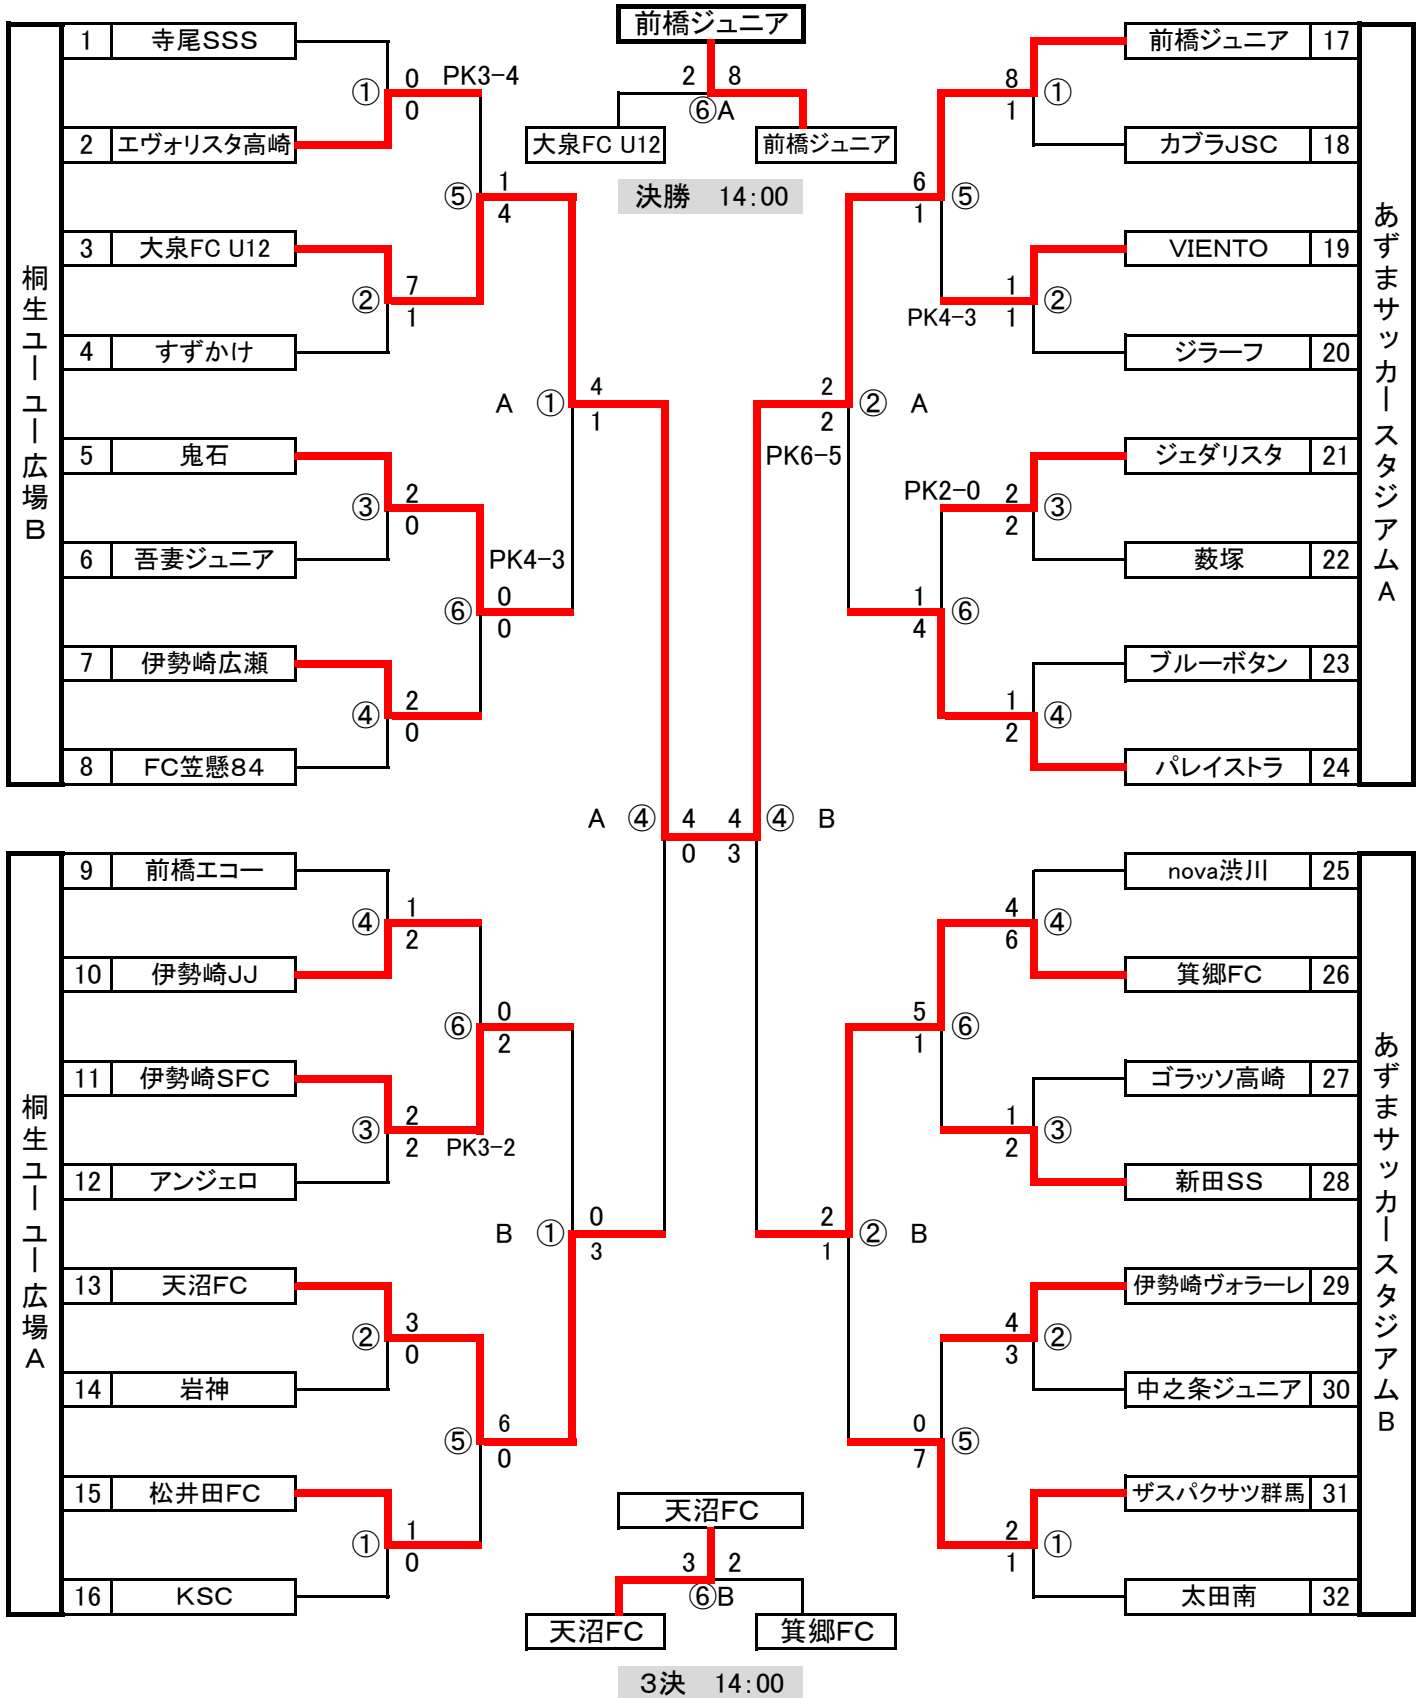 前橋ジュニア
2 8
⑥A
大泉FC U12 前橋ジュニア
決勝 14:00
桐生ユーユー広場B
1 寺尾SSS
2 エヴォリスタ高崎
3 大泉FC U12
4 すずかけ
5 鬼石
6 吾妻ジュニア
7 伊勢崎広瀬
8 FC笠懸84
① 0 PK3-4
0
② 7
1
③ 2
0
④ 2
0
⑤ 1
4
PK4-3
⑥ 0
0
A ① 4
1
桐生ユーユー広場A
9 前橋エコー
10 伊勢崎JJ
11 伊勢崎SFC
12 アンジェロ
13 天沼FC
14 岩神
15 松井田FC
16 KSC
④ 1
2
③ 2
2 PK3-2
② 3
0
① 1
0
⑥ 0
2
⑤ 6
0
B ① 0
3
A ④ 4 4 ④ B
0 3
あずまサッカースタジアムA
前橋ジュニア 17
カブラJSC 18
VIENTO 19
ジラーフ 20
ジェダリスタ 21
薮塚 22
ブルーボタン 23
パレイストラ 24
8 ①
1
1 ②
PK4-3 1
PK2-0 2 ③
2
1 ④
2
6 ⑤
1
1 ⑥
4
2 ② A
2
PK6-5
あずまサッカースタジアムB
nova渋川 25
箕郷FC 26
ゴラッソ高崎 27
新田SS 28
伊勢崎ヴォラーレ 29
中之条ジュニア 30
ザスパクサツ群馬 31
太田南 32
4 ④
6
1 ③
2
4 ②
3
2 ①
1
5 ⑥
1
0 ⑤
7
2 ② B
1
天沼FC
3 2
⑥B
天沼FC 箕郷FC
3決 14:00